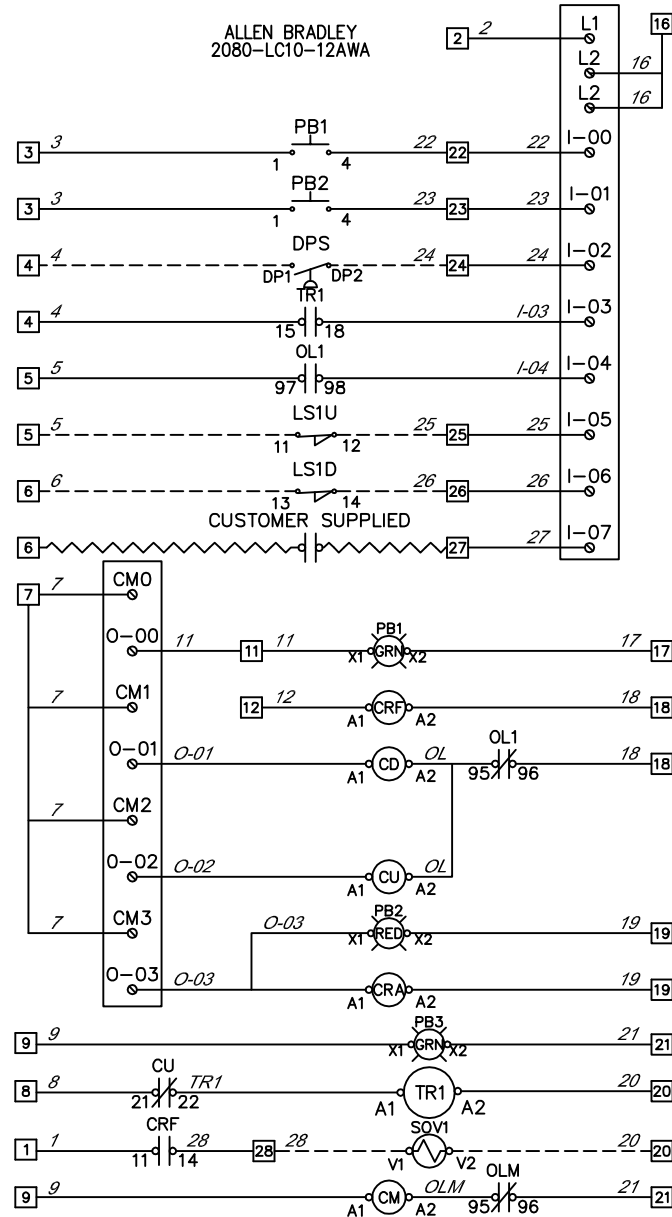 ALLEN BRADLEY
2080-LC10-12AWA
2 2 L1 16
L2 16
L2 16
PB1
3 3 1 4 22 22 22 I-00
PB2
3 3 1 4 23 23 23 I-01
DPS
4 4 DP1 DP2 24 24 24 I-02
TR1
4 4 15 18 I-03 I-03
OL1
5 5 97 98 I-04 I-04
LS1U
5 5 11 12 25 25 25 I-05
LS1D
6 6 13 14 26 26 26 I-06
CUSTOMER SUPPLIED
6 27 27 I-07
7 7 CM0
PB1
O-00 11 11 11 X1 GRN X2 17 17
7 CM1 12 12 A1 CRF A2 18 18
OL1
O-01 O-01 A1 CD A2 OL 95 96 18 18
7 CM2
O-02 O-02 A1 CU A2 OL
PB2
7 CM3 O-03 X1 RED X2 19 19
O-03 O-03 A1 CRA A2 19 19
PB3
9 9 X1 GRN X2 21 21
CU
8 8 21 22 TR1 A1 TR1 A2 20 20
CRF SOV1
1 1 11 14 28 28 28 V1 V2 20 20
OLM
9 9 A1 CM A2 OLM 95 96 21 21